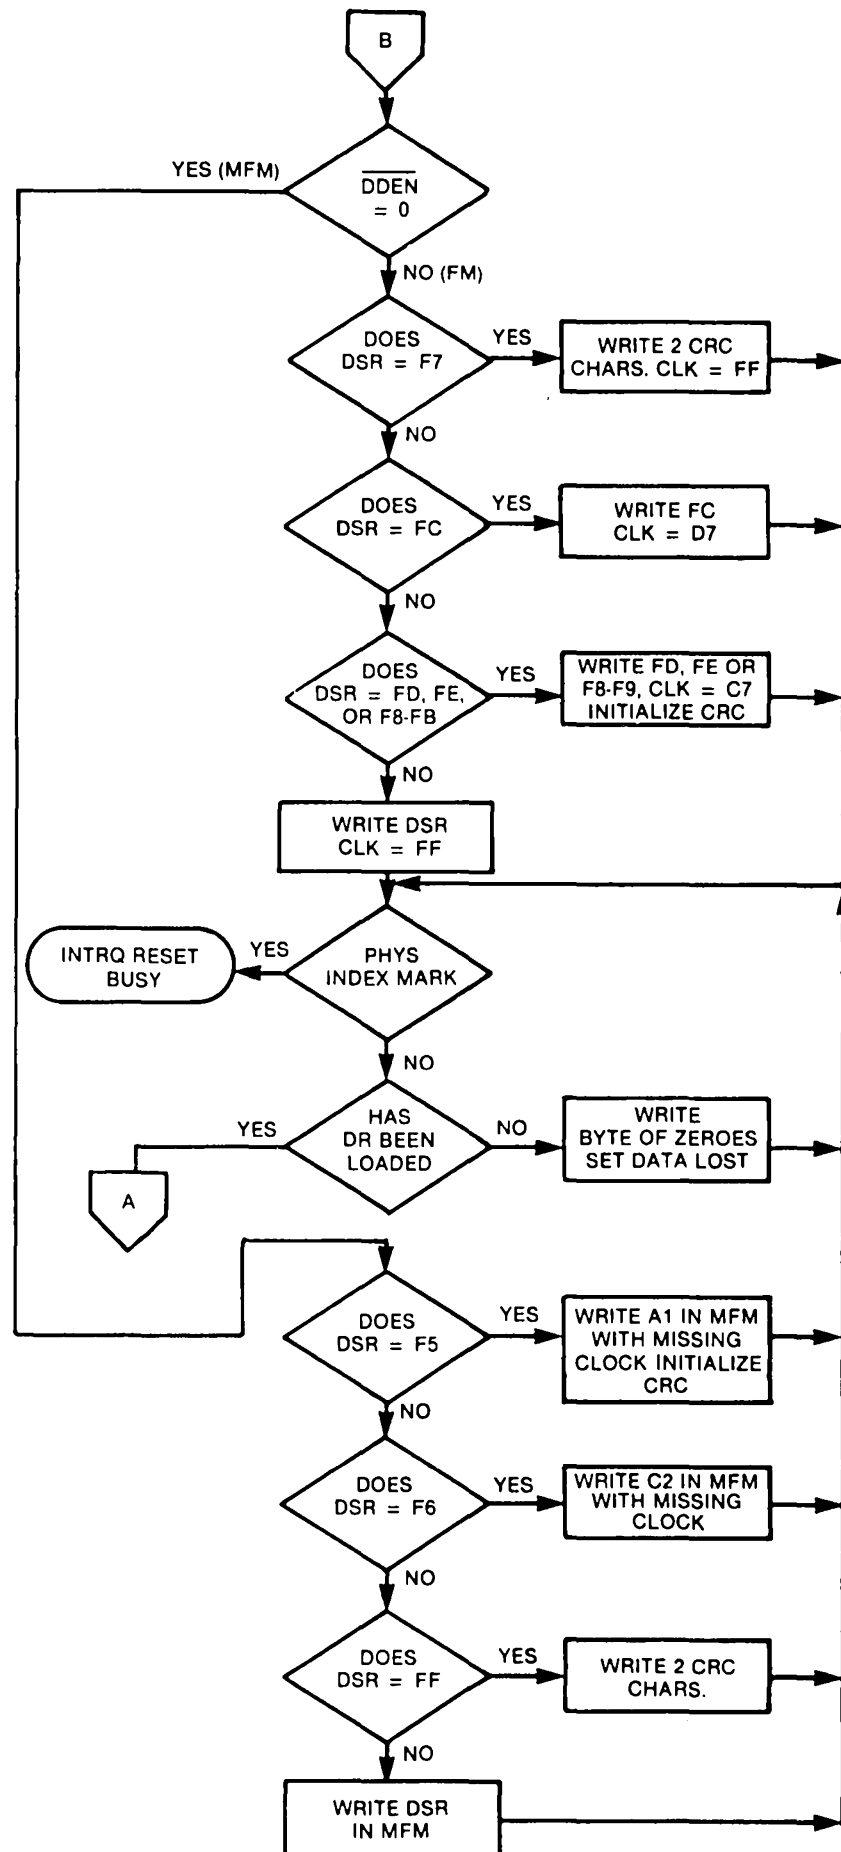 B
YES (MFM)
DDEN
= 0
NO (FM)
DOES
DSR = F7
YES
WRITE 2 CRC
CHARS. CLK = FF
NO
DOES
DSR = FC
YES
WRITE FC
CLK = D7
NO
DOES
DSR = FD, FE,
OR F8-FB
YES
WRITE FD, FE OR
F8-F9, CLK = C7
INITIALIZE CRC
NO
WRITE DSR
CLK = FF
INTRQ RESET
BUSY
YES
PHYS
INDEX MARK
NO
YES
HAS
DR BEEN
LOADED
NO
WRITE
BYTE OF ZEROES
SET DATA LOST
A
DOES
DSR = F5
YES
WRITE A1 IN MFM
WITH MISSING
CLOCK INITIALIZE
CRC
NO
DOES
DSR = F6
YES
WRITE C2 IN MFM
WITH MISSING
CLOCK
NO
DOES
DSR = FF
YES
WRITE 2 CRC
CHARS.
NO
WRITE DSR
IN MFM